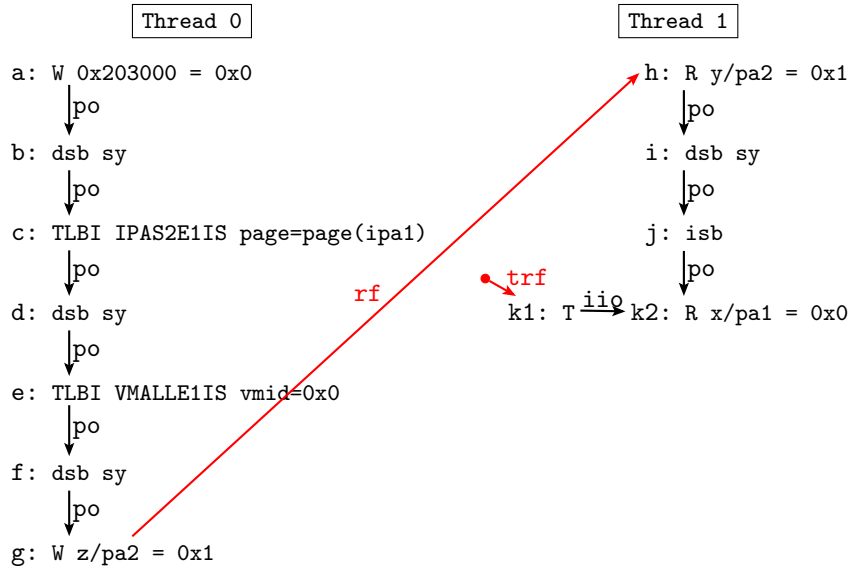 Thread 0
a: W 0x203000 = 0x0
po
b: dsb sy
po
c: TLBI IPAS2E1IS page=page(ipa1)
po
d: dsb sy
po
e: TLBI VMALLE1IS vmid=0x0
po
f: dsb sy
po
g: W z/pa2 = 0x1
rf
Thread 1
h: R y/pa2 = 0x1
po
i: dsb sy
po
j: isb
po
trf
k1: T
iio
k2: R x/pa1 = 0x0